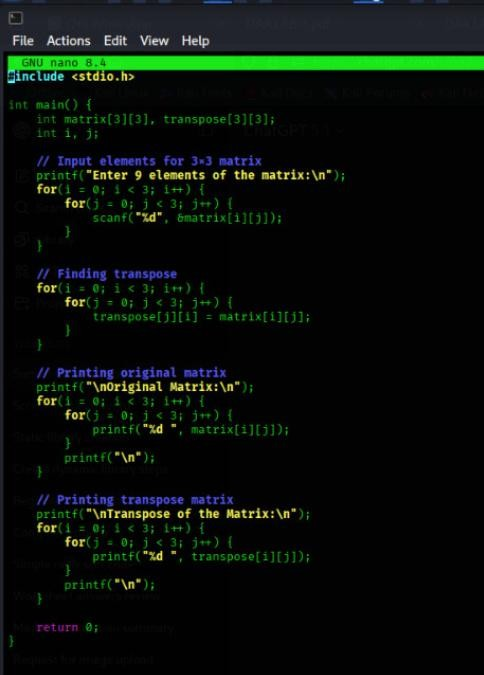 File Actions Edit View Help
GNU nano 8.4
#include <stdio.h>
int main() {
    int matrix[3][3], transpose[3][3];
    int i, j;
    // Input elements for 3×3 matrix
    printf("Enter 9 elements of the matrix:\n");
    for(i = 0; i < 3; i++) {
        for(j = 0; j < 3; j++) {
            scanf("%d", &matrix[i][j]);
        }
    }
    // Finding transpose
    for(i = 0; i < 3; i++) {
        for(j = 0; j < 3; j++) {
            transpose[j][i] = matrix[i][j];
        }
    }
    // Printing original matrix
    printf("\nOriginal Matrix:\n");
    for(i = 0; i < 3; i++) {
        for(j = 0; j < 3; j++) {
            printf("%d ", matrix[i][j]);
        }
        printf("\n");
    }
    // Printing transpose matrix
    printf("\nTranspose of the Matrix:\n");
    for(i = 0; i < 3; i++) {
        for(j = 0; j < 3; j++) {
            printf("%d ", transpose[i][j]);
        }
        printf("\n");
    }
    return 0;
}